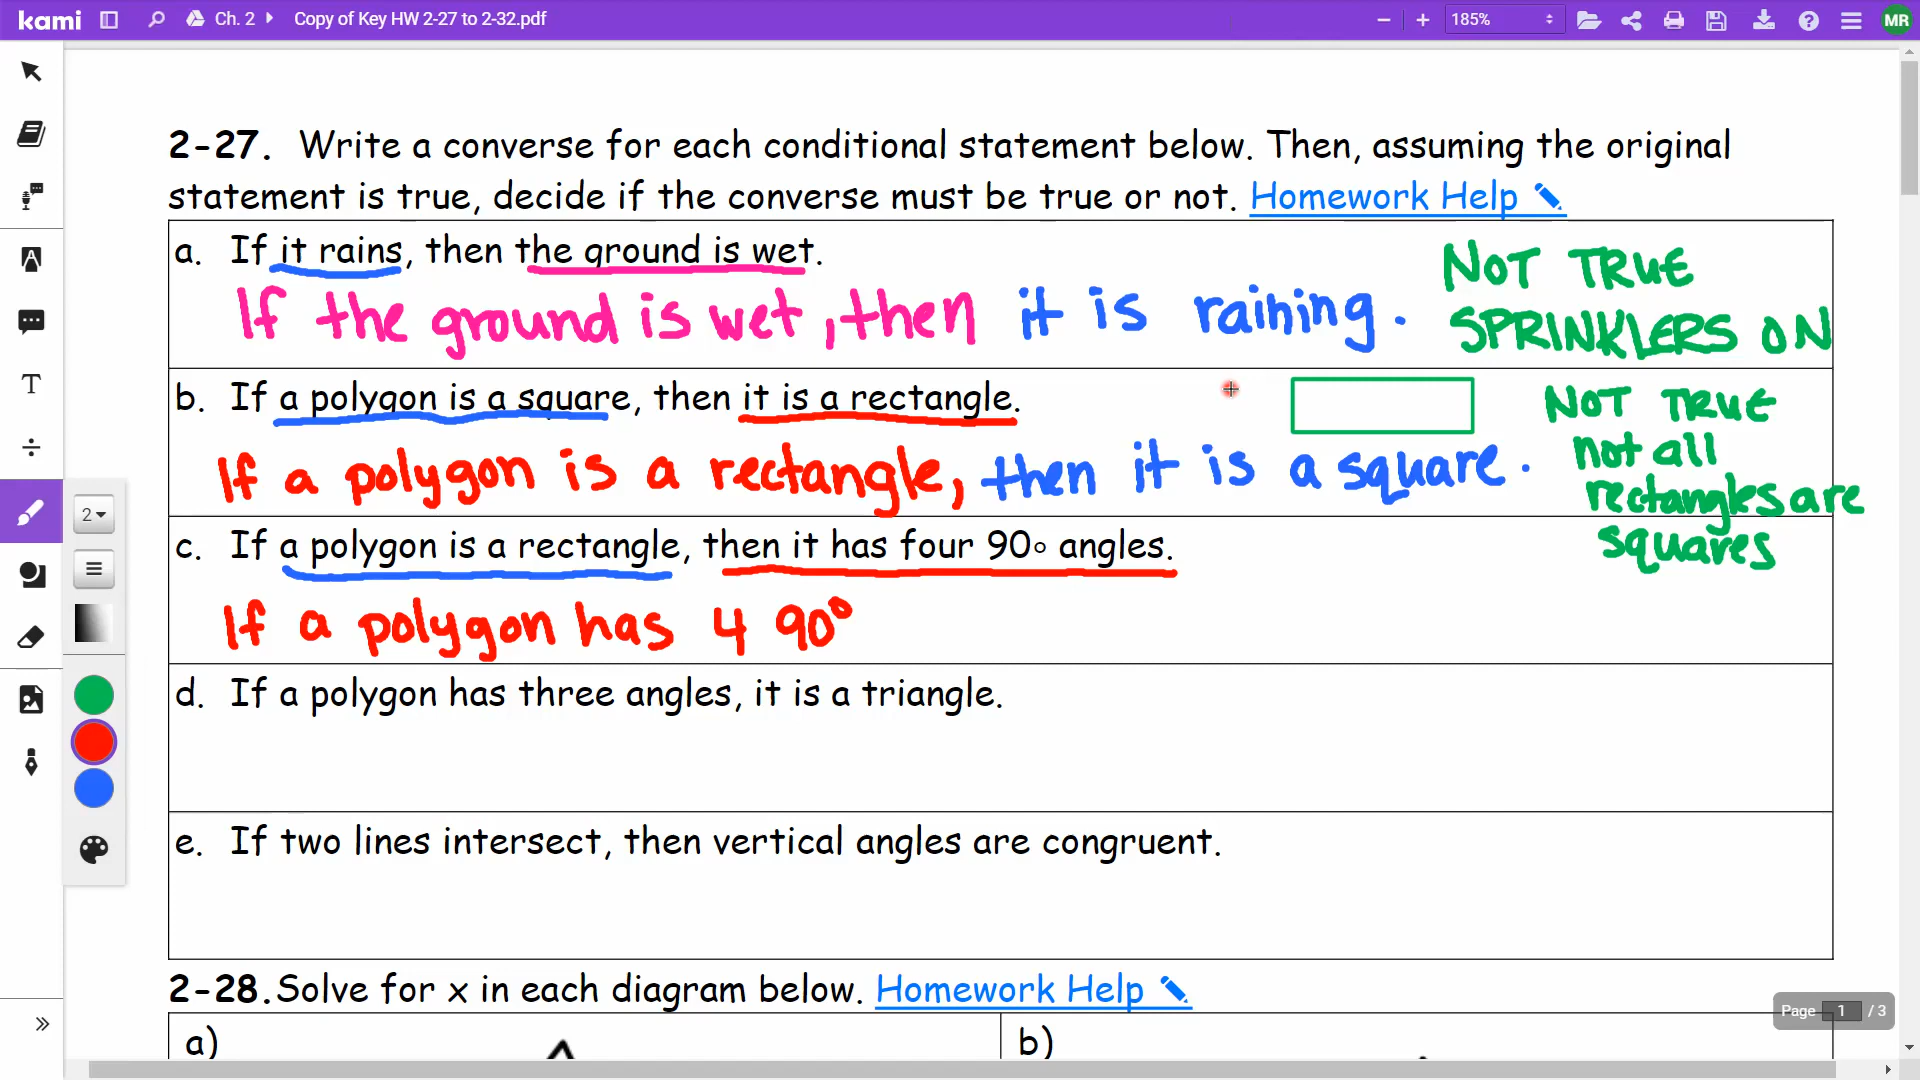 kami Ch. 2 Copy of Key HW 2-27 to 2-32.pdf 185% MR
2-27. Write a converse for each conditional statement below. Then, assuming the original
statement is true, decide if the converse must be true or not. Homework Help
a. If it rains, then the ground is wet.
If the ground is wet, then it is raining.
NOT TRUE
SPRINKLERS ON
b. If a polygon is a square, then it is a rectangle.
If a polygon is a rectangle, then it is a square.
NOT TRUE
not all
rectangles are
squares
c. If a polygon is a rectangle, then it has four 90∘ angles.
If a polygon has 4 90°
d. If a polygon has three angles, it is a triangle.
e. If two lines intersect, then vertical angles are congruent.
2-28. Solve for x in each diagram below. Homework Help
a)
b)
2
T
Page 1 / 3